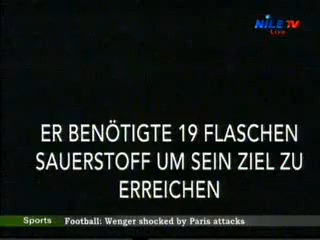 NiLE TV
Live
ER BENÖTIGTE 19 FLASCHEN
SAUERSTOFF UM SEIN ZIEL ZU
ERREICHEN
Sports Football: Wenger shocked by Paris attacks